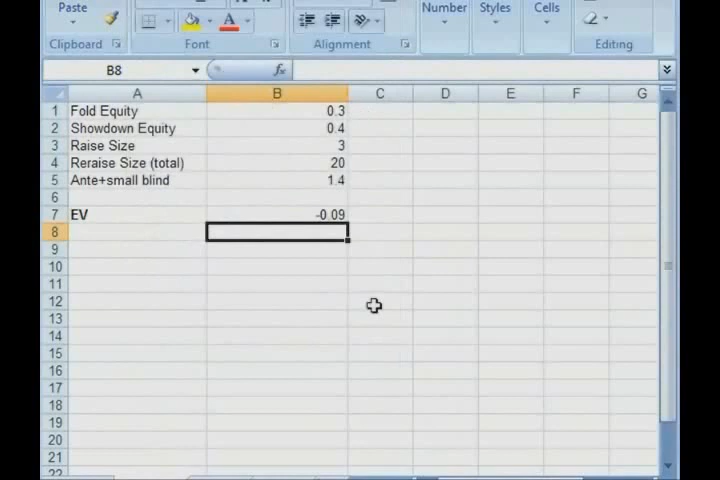 Paste
Number
Styles
Cells
A
Clipboard
Font
Alignment
Editing
B8
fx
A B C D E F G
1 Fold Equity 0.3
2 Showdown Equity 0.4
3 Raise Size 3
4 Reraise Size (total) 20
5 Ante+small blind 1.4
6
7 EV -0.09
8
9
10
11
12
13
14
15
16
17
18
19
20
21
22